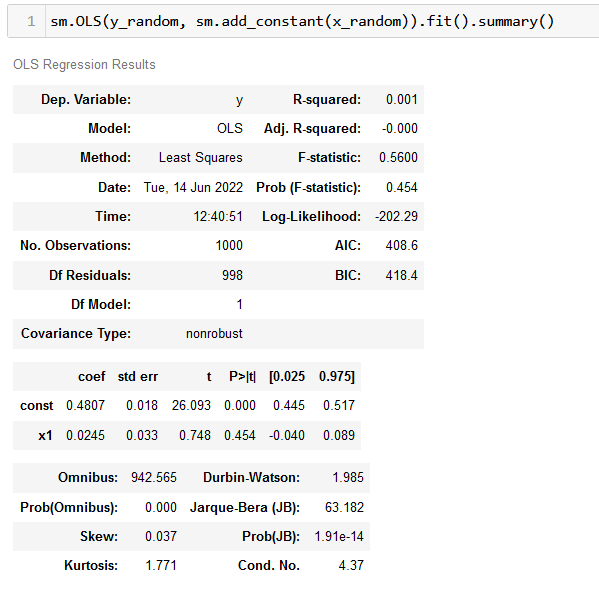 1 sm.OLS(y_random, sm.add_constant(x_random)).fit().summary()
OLS Regression Results
Dep. Variable: y R-squared: 0.001
Model: OLS Adj. R-squared: -0.000
Method: Least Squares F-statistic: 0.5600
Date: Tue, 14 Jun 2022 Prob (F-statistic): 0.454
Time: 12:40:51 Log-Likelihood: -202.29
No. Observations: 1000 AIC: 408.6
Df Residuals: 998 BIC: 418.4
Df Model: 1
Covariance Type: nonrobust
coef std err t P>|t| [0.025 0.975]
const 0.4807 0.018 26.093 0.000 0.445 0.517
x1 0.0245 0.033 0.748 0.454 -0.040 0.089
Omnibus: 942.565 Durbin-Watson: 1.985
Prob(Omnibus): 0.000 Jarque-Bera (JB): 63.182
Skew: 0.037 Prob(JB): 1.91e-14
Kurtosis: 1.771 Cond. No. 4.37